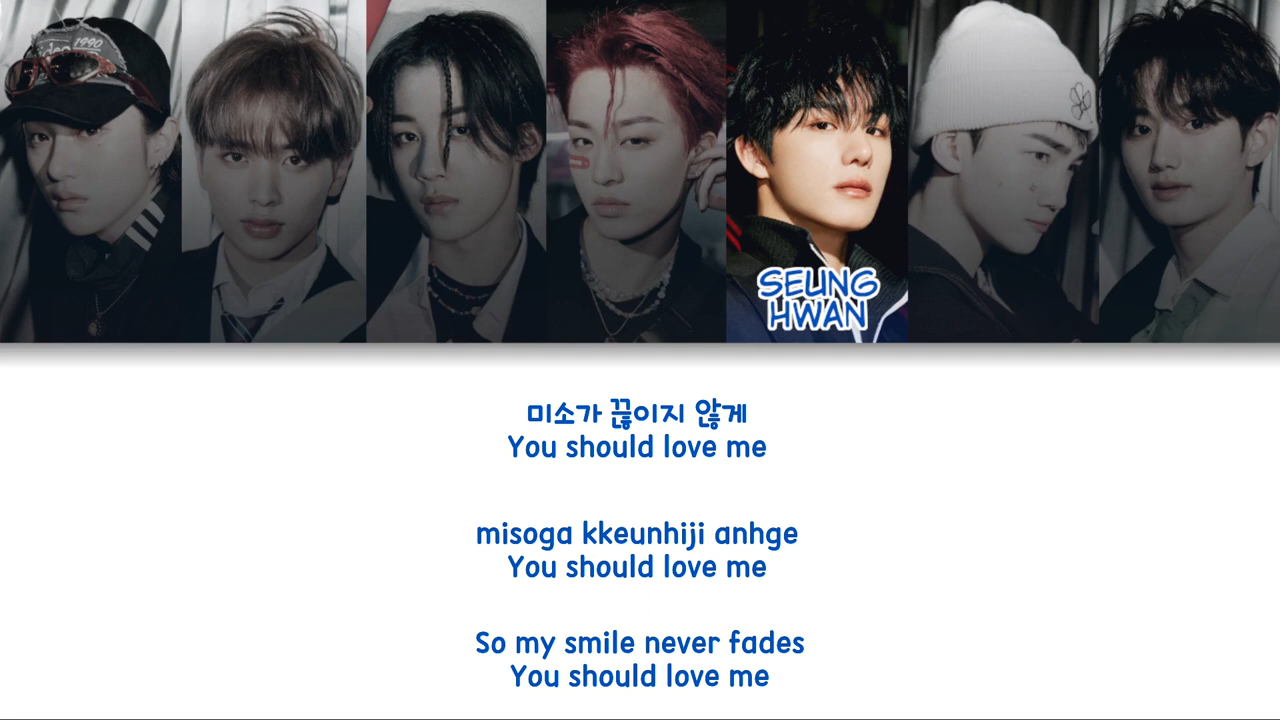 1990
SEUNG
HWAN
미소가 끊이지 않게
You should love me
misoga kkeunhiji anhge
You should love me
So my smile never fades
You should love me